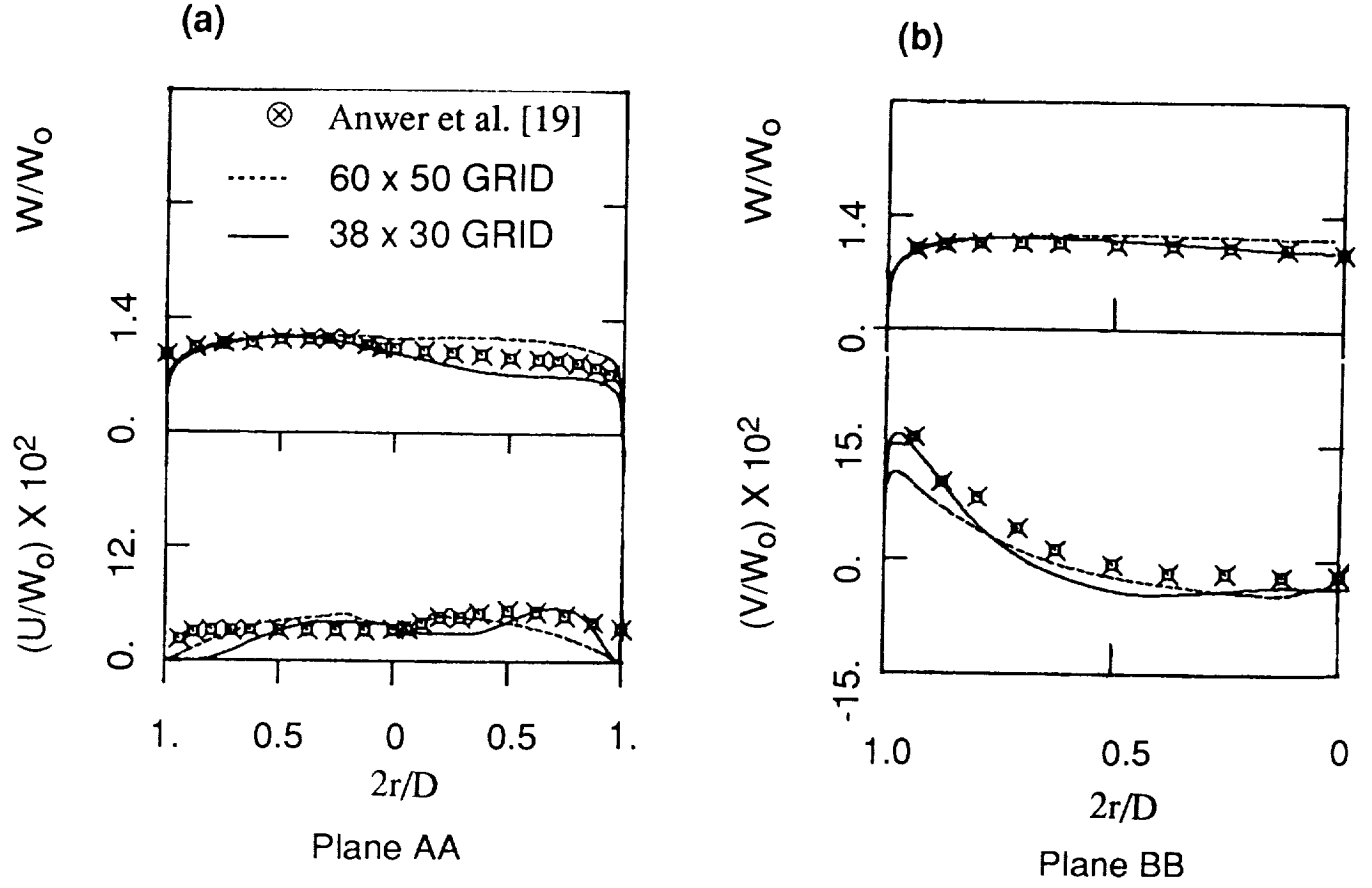 (a)
W/Wo
⊗ Anwer et al. [19]
60 x 50 GRID
38 x 30 GRID
1.4
0.
(U/Wo) X 10²
12.
0.
1. 0.5 0 0.5 1.
2r/D
Plane AA
(b)
W/Wo
1.4
0.
(V/Wo) X 10²
15.
0.
-15.
1.0 0.5 0
2r/D
Plane BB